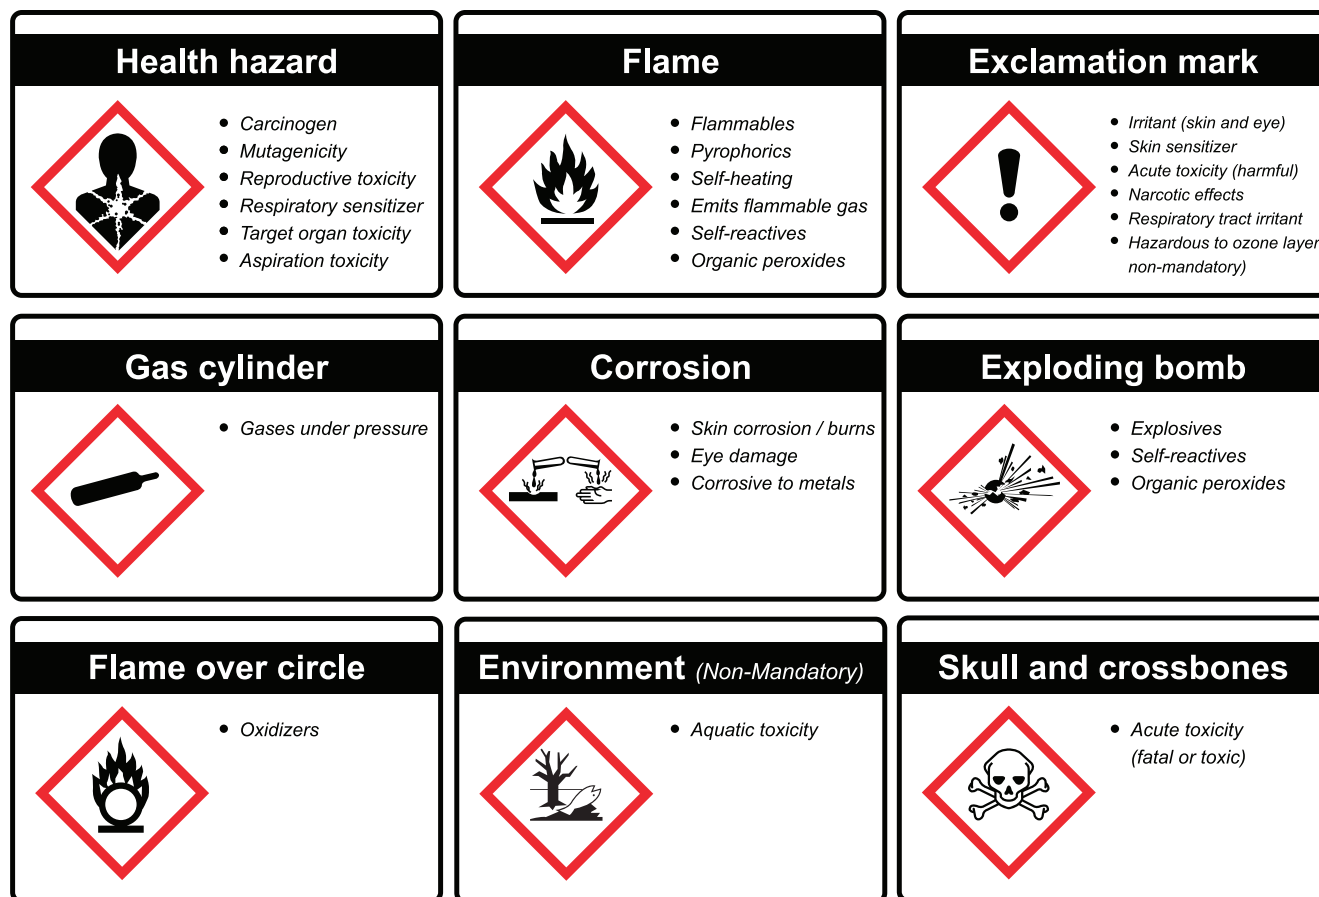 Health hazard
Carcinogen
Mutagenicity
Reproductive toxicity
Respiratory sensitizer
Target organ toxicity
Aspiration toxicity
Flame
Flammables
Pyrophorics
Self-heating
Emits flammable gas
Self-reactives
Organic peroxides
Exclamation mark
Irritant (skin and eye)
Skin sensitizer
Acute toxicity (harmful)
Narcotic effects
Respiratory tract irritant
Hazardous to ozone layer
non-mandatory)
Gas cylinder
Gases under pressure
Corrosion
Skin corrosion / burns
Eye damage
Corrosive to metals
Exploding bomb
Explosives
Self-reactives
Organic peroxides
Flame over circle
Oxidizers
Environment (Non-Mandatory)
Aquatic toxicity
Skull and crossbones
Acute toxicity
(fatal or toxic)